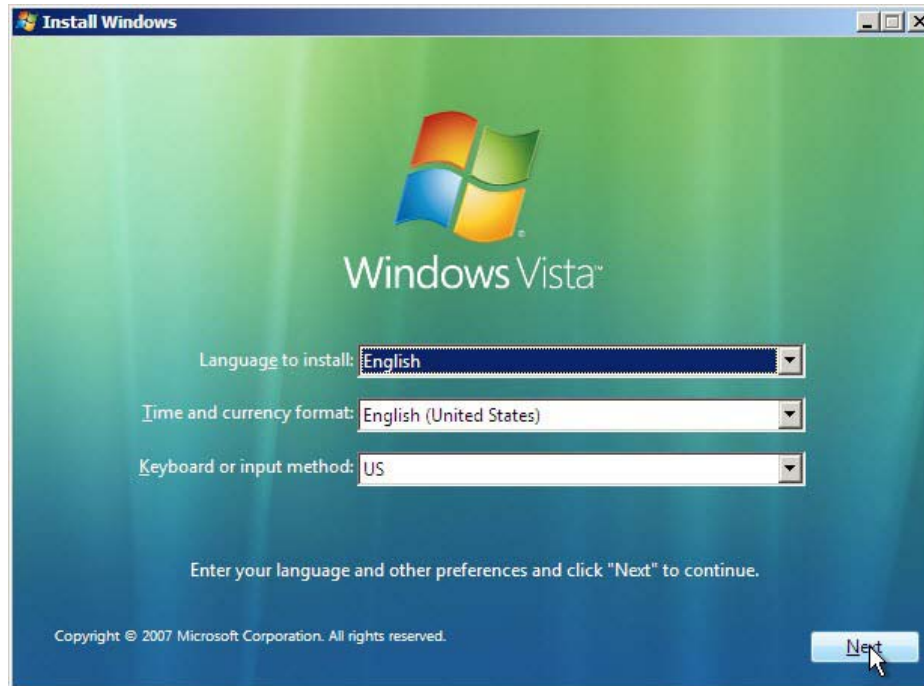 Install Windows
Windows Vista™
Language to install: English
Time and currency format: English (United States)
Keyboard or input method: US
Enter your language and other preferences and click "Next" to continue.
Copyright © 2007 Microsoft Corporation. All rights reserved.
Next